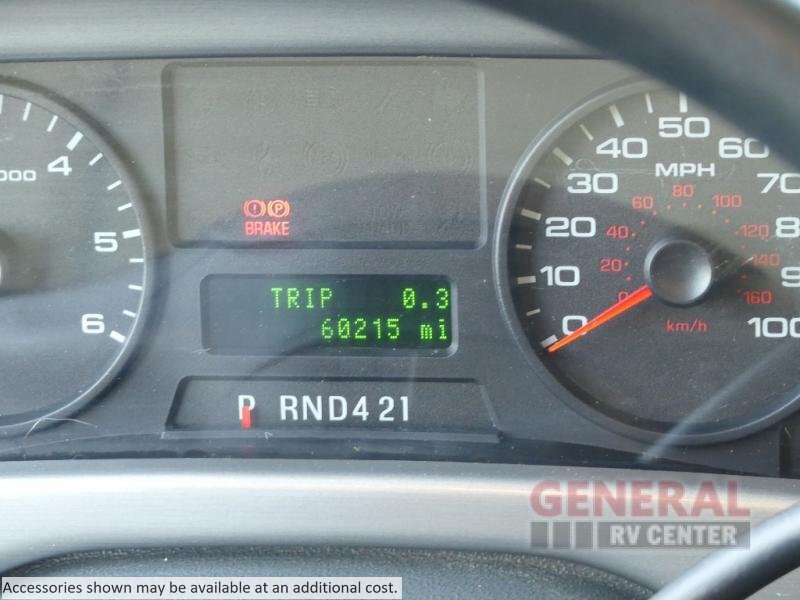 000
4
5
6
BRAKE
TRIP 0.3
60215 mi
P RND421
0
10
20
30
40
50
60
70
MPH
100
0
20
40
60
80
100
120
140
160
km/h
GENERAL
RV CENTER
Accessories shown may be available at an additional cost.